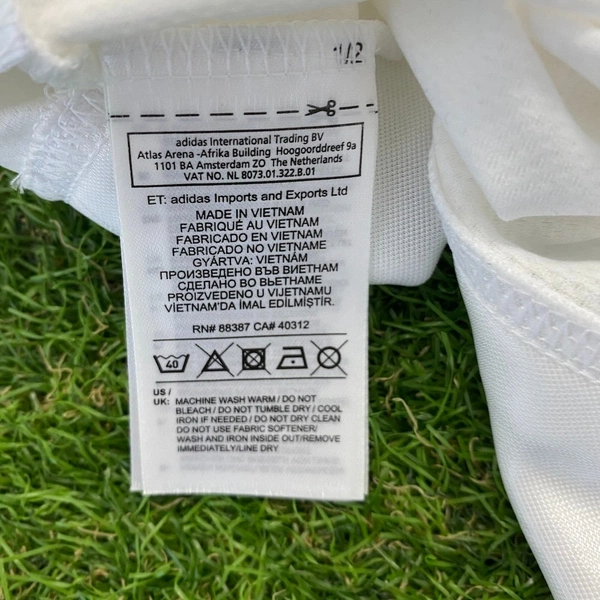 1/2
adidas International Trading BV
Atlas Arena -Afrika Building Hoogoorddreef 9a
1101 BA Amsterdam ZO The Netherlands
VAT NO. NL 8073.01.322.B.01
ET: adidas Imports and Exports Ltd
MADE IN VIETNAM
FABRIQUÉ AU VIETNAM
FABRICADO EN VIETNAM
FABRICADO NO VIETNAME
GYÁRTVA: VIETNÁM
ПРОИЗВЕДЕНО ВЪВ ВИЕТНАМ
СДЕЛАНО ВО ВЬЕТНАМЕ
PROIZVEDENO U VIJETNAMU
VİETNAM'DA İMAL EDİLMİŞTİR.
RN# 88387 CA# 40312
40
US /
UK: MACHINE WASH WARM / DO NOT
BLEACH / DO NOT TUMBLE DRY / COOL
IRON IF NEEDED / DO NOT DRY CLEAN
DO NOT USE FABRIC SOFTENER/
WASH AND IRON INSIDE OUT/REMOVE
IMMEDIATELY/LINE DRY